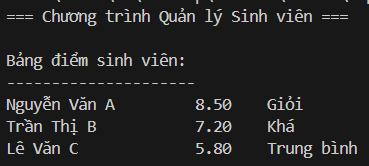 === Chương trình Quản lý Sinh viên ===
Bảng điểm sinh viên:
---------------------
Nguyễn Văn A 8.50 Giỏi
Trần Thị B 7.20 Khá
Lê Văn C 5.80 Trung bình